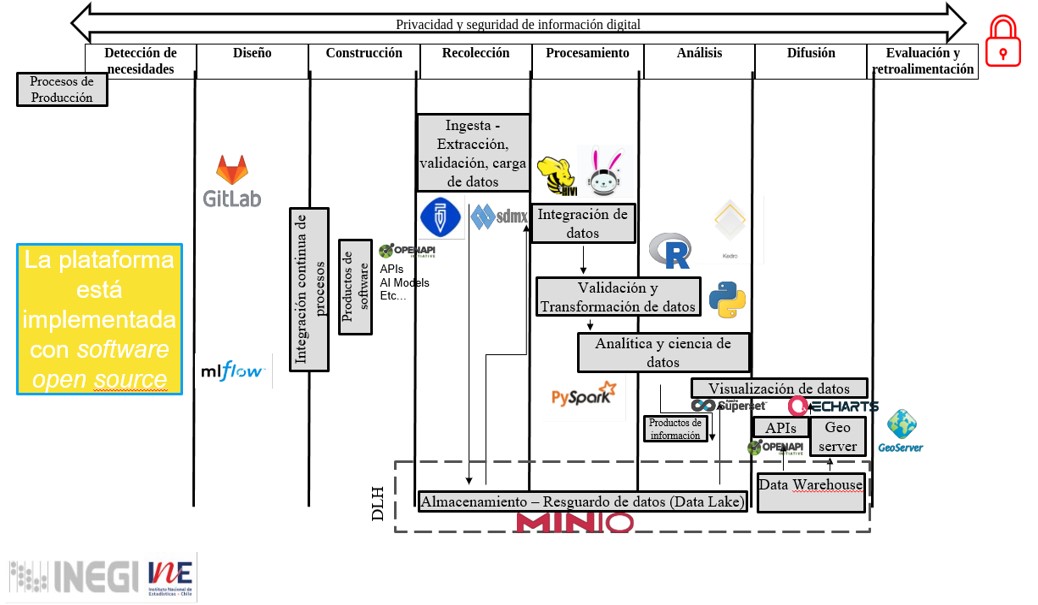 Privacidad y seguridad de información digital
Detección de
necesidades
Diseño
Construcción
Recolección
Procesamiento
Análisis
Difusión
Evaluación y
retroalimentación
Procesos de
Producción
Ingesta -
Extracción,
validación, carga
de datos
HIVE
GitLab
sdmx
Integración de
datos
Kedro
R
Integración continua de
procesos
Productos de
software
OPENAPI
INITIATIVE
APIs
AI Models
Etc...
La plataforma
está
implementada
con software
open source
Validación y
Transformación de datos
Analítica y ciencia de
datos
mlflow
PySpark
Visualización de datos
Superset
ECHARTS
Productos de
información
APIs
Geo
server
OPENAPI
INITIATIVE
GeoServer
DLH
Almacenamiento – Resguardo de datos (Data Lake)
Data Warehouse
MINIO
INEGI
INE
Instituto Nacional de
Estadísticas - Chile